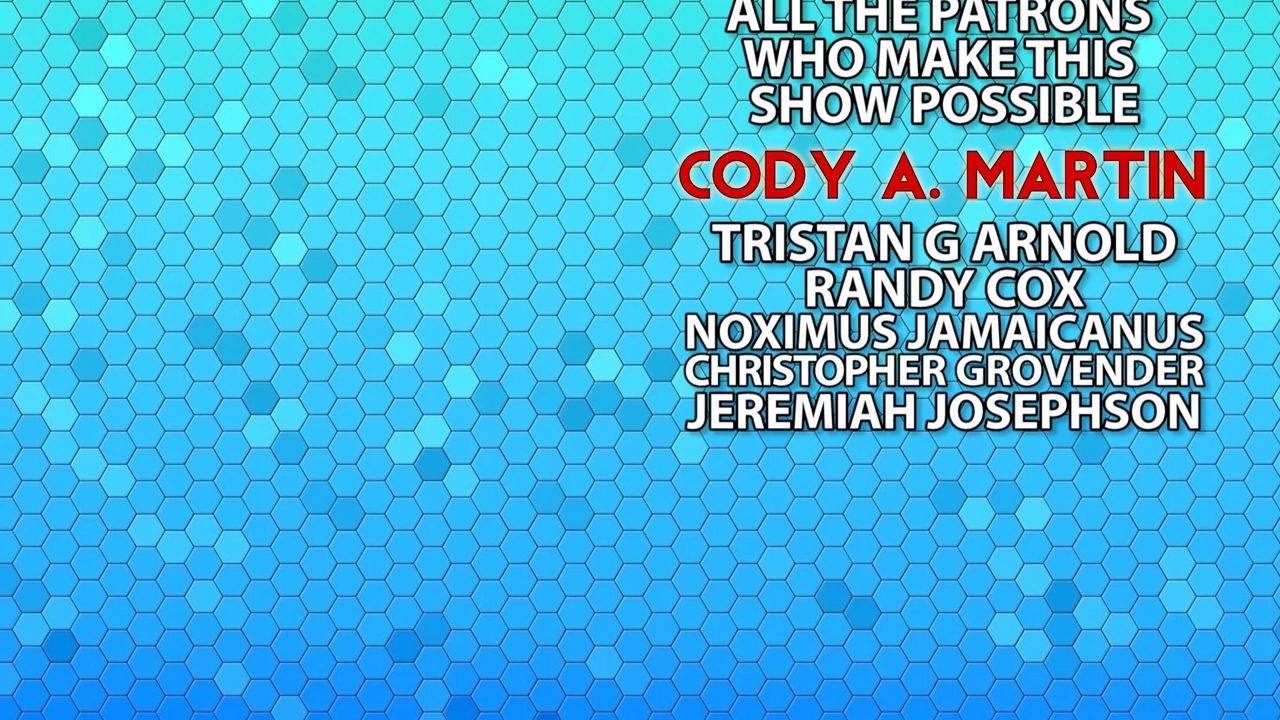 ALL THE PATRONS
WHO MAKE THIS
SHOW POSSIBLE
CODY A. MARTIN
TRISTAN G ARNOLD
RANDY COX
NOXIMUS JAMAICANUS
CHRISTOPHER GROVENDER
JEREMIAH JOSEPHSON